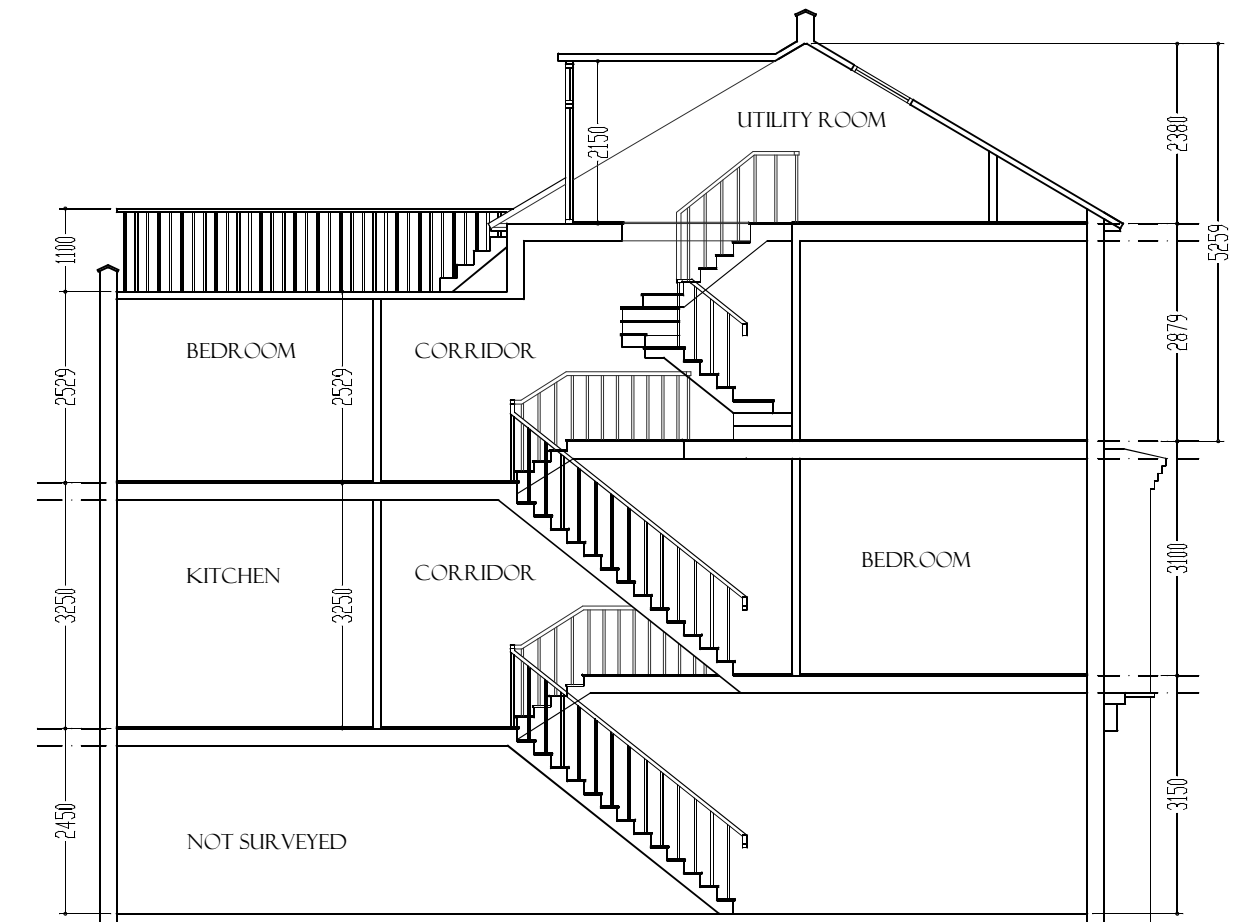 UTILITY ROOM
2150
2380
1100
5259
2879
BEDROOM
CORRIDOR
2529
2529
3100
BEDROOM
KITCHEN
CORRIDOR
3250
3250
3150
2450
NOT SURVEYED